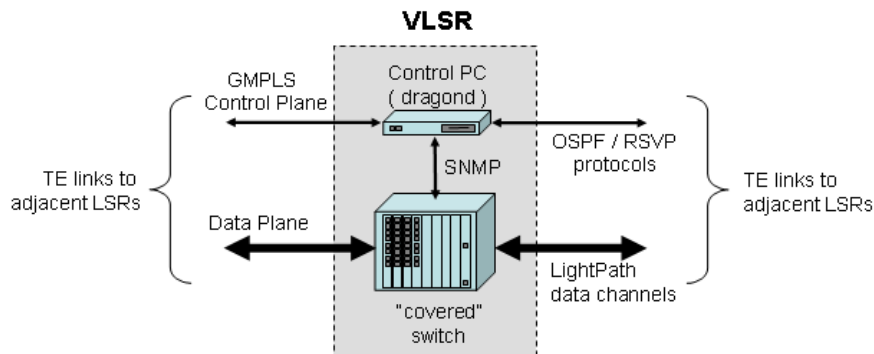 VLSR
GMPLS
Control Plane
Control PC
( dragond )
OSPF / RSVP
protocols
SNMP
TE links to
adjacent LSRs
TE links to
adjacent LSRs
Data Plane
LightPath
data channels
"covered"
switch